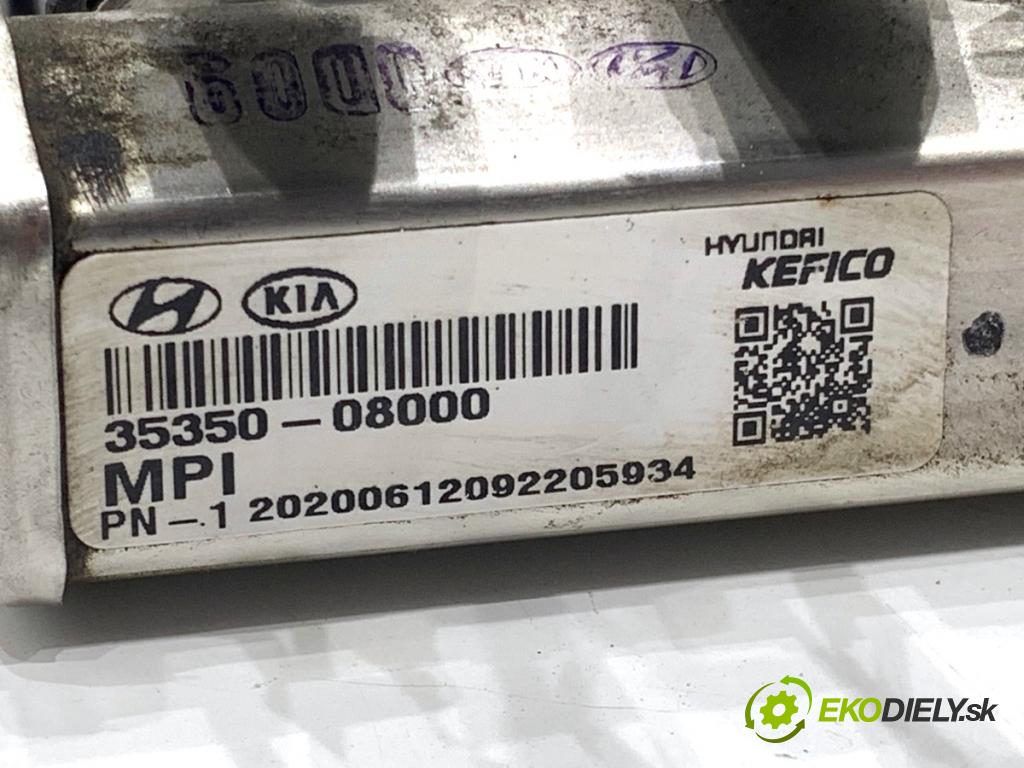 KIA
HYUNDAI
KEFICO
35350-08000
MPI
PN-1 20200612092205934
EKODIELY.sk